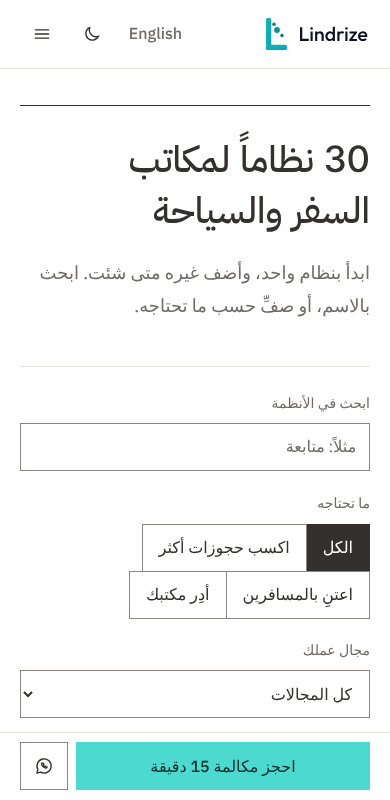 Lindrize
English
30 نظاماً لمكاتب
السفر والسياحة
ابدأ بنظام واحد، وأضف غيره متى شئت. ابحث
بالاسم، أو صفِّ حسب ما تحتاجه.
ابحث في الأنظمة
مثلاً: متابعة
ما تحتاجه
الكل
اكسب حجوزات أكثر
اعتنِ بالمسافرين
أدِر مكتبك
مجال عملك
كل المجالات
احجز مكالمة 15 دقيقة